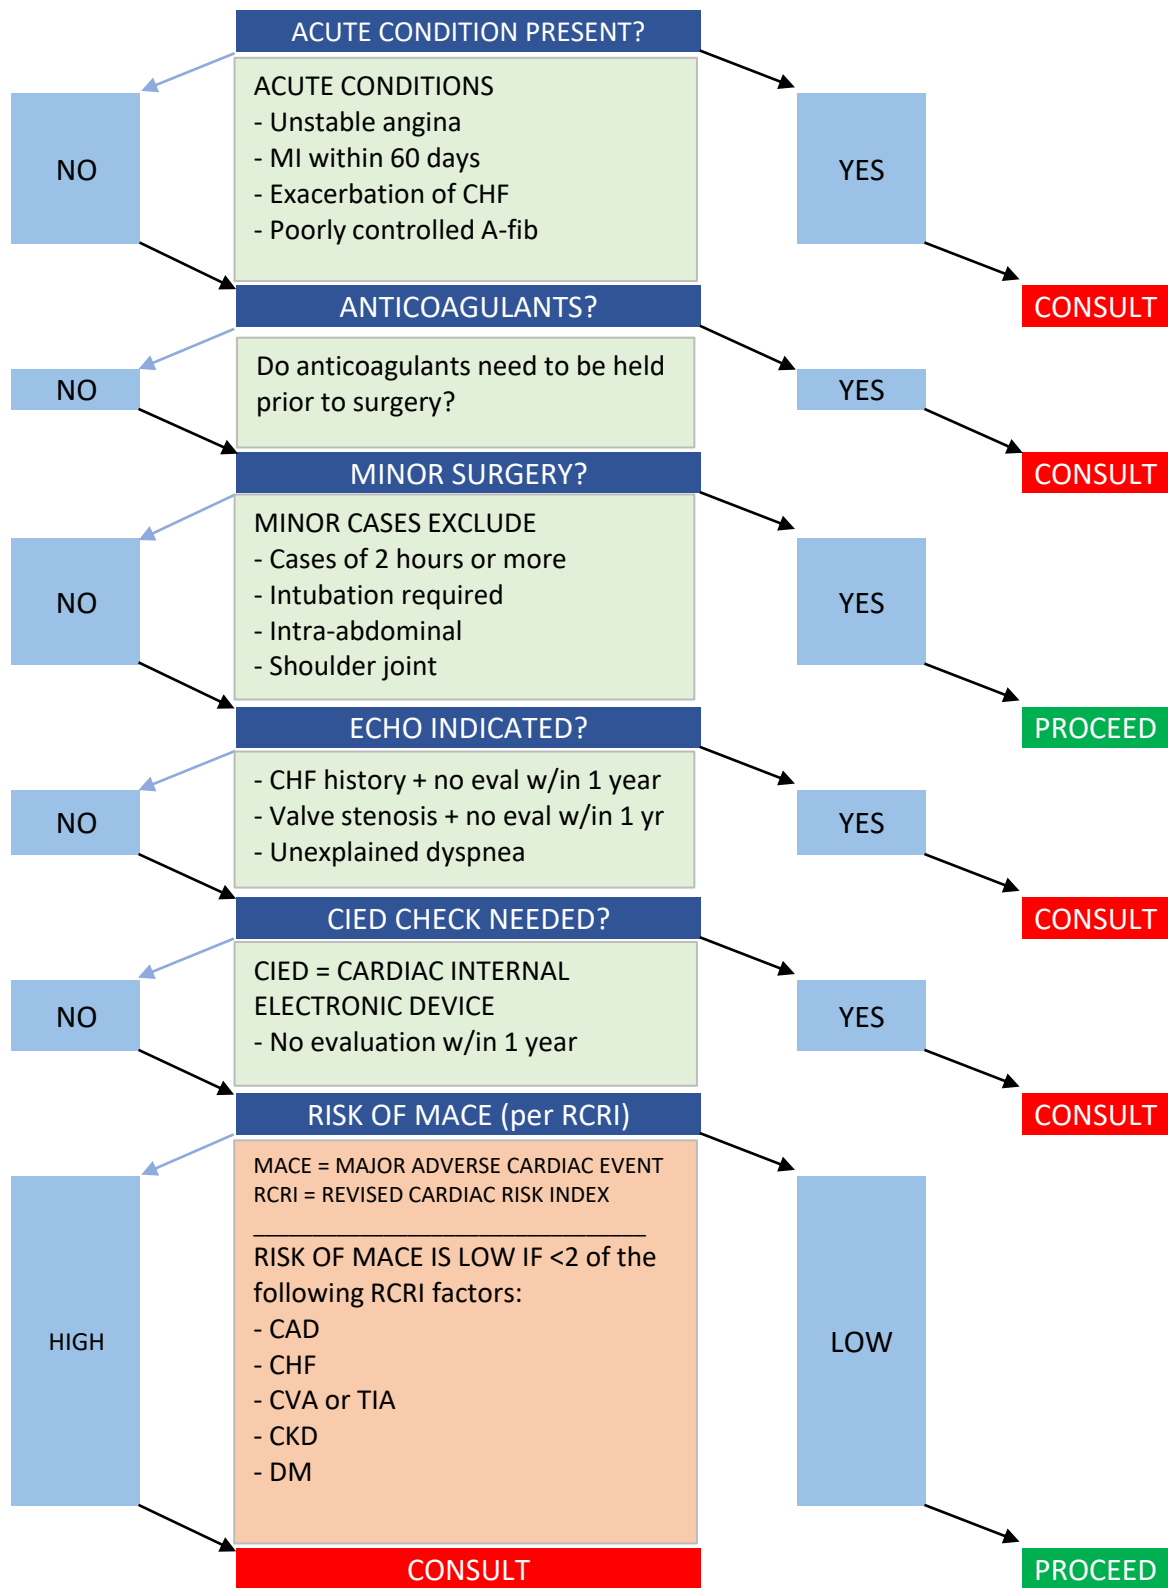 ACUTE CONDITION PRESENT?
ACUTE CONDITIONS
- Unstable angina
- MI within 60 days
- Exacerbation of CHF
- Poorly controlled A-fib
NO
YES
CONSULT
ANTICOAGULANTS?
Do anticoagulants need to be held
prior to surgery?
NO
YES
CONSULT
MINOR SURGERY?
MINOR CASES EXCLUDE
- Cases of 2 hours or more
- Intubation required
- Intra-abdominal
- Shoulder joint
NO
YES
PROCEED
ECHO INDICATED?
- CHF history + no eval w/in 1 year
- Valve stenosis + no eval w/in 1 yr
- Unexplained dyspnea
NO
YES
CONSULT
CIED CHECK NEEDED?
CIED = CARDIAC INTERNAL
ELECTRONIC DEVICE
- No evaluation w/in 1 year
NO
YES
CONSULT
RISK OF MACE (per RCRI)
MACE = MAJOR ADVERSE CARDIAC EVENT
RCRI = REVISED CARDIAC RISK INDEX
RISK OF MACE IS LOW IF <2 of the
following RCRI factors:
- CAD
- CHF
- CVA or TIA
- CKD
- DM
HIGH
LOW
CONSULT
PROCEED